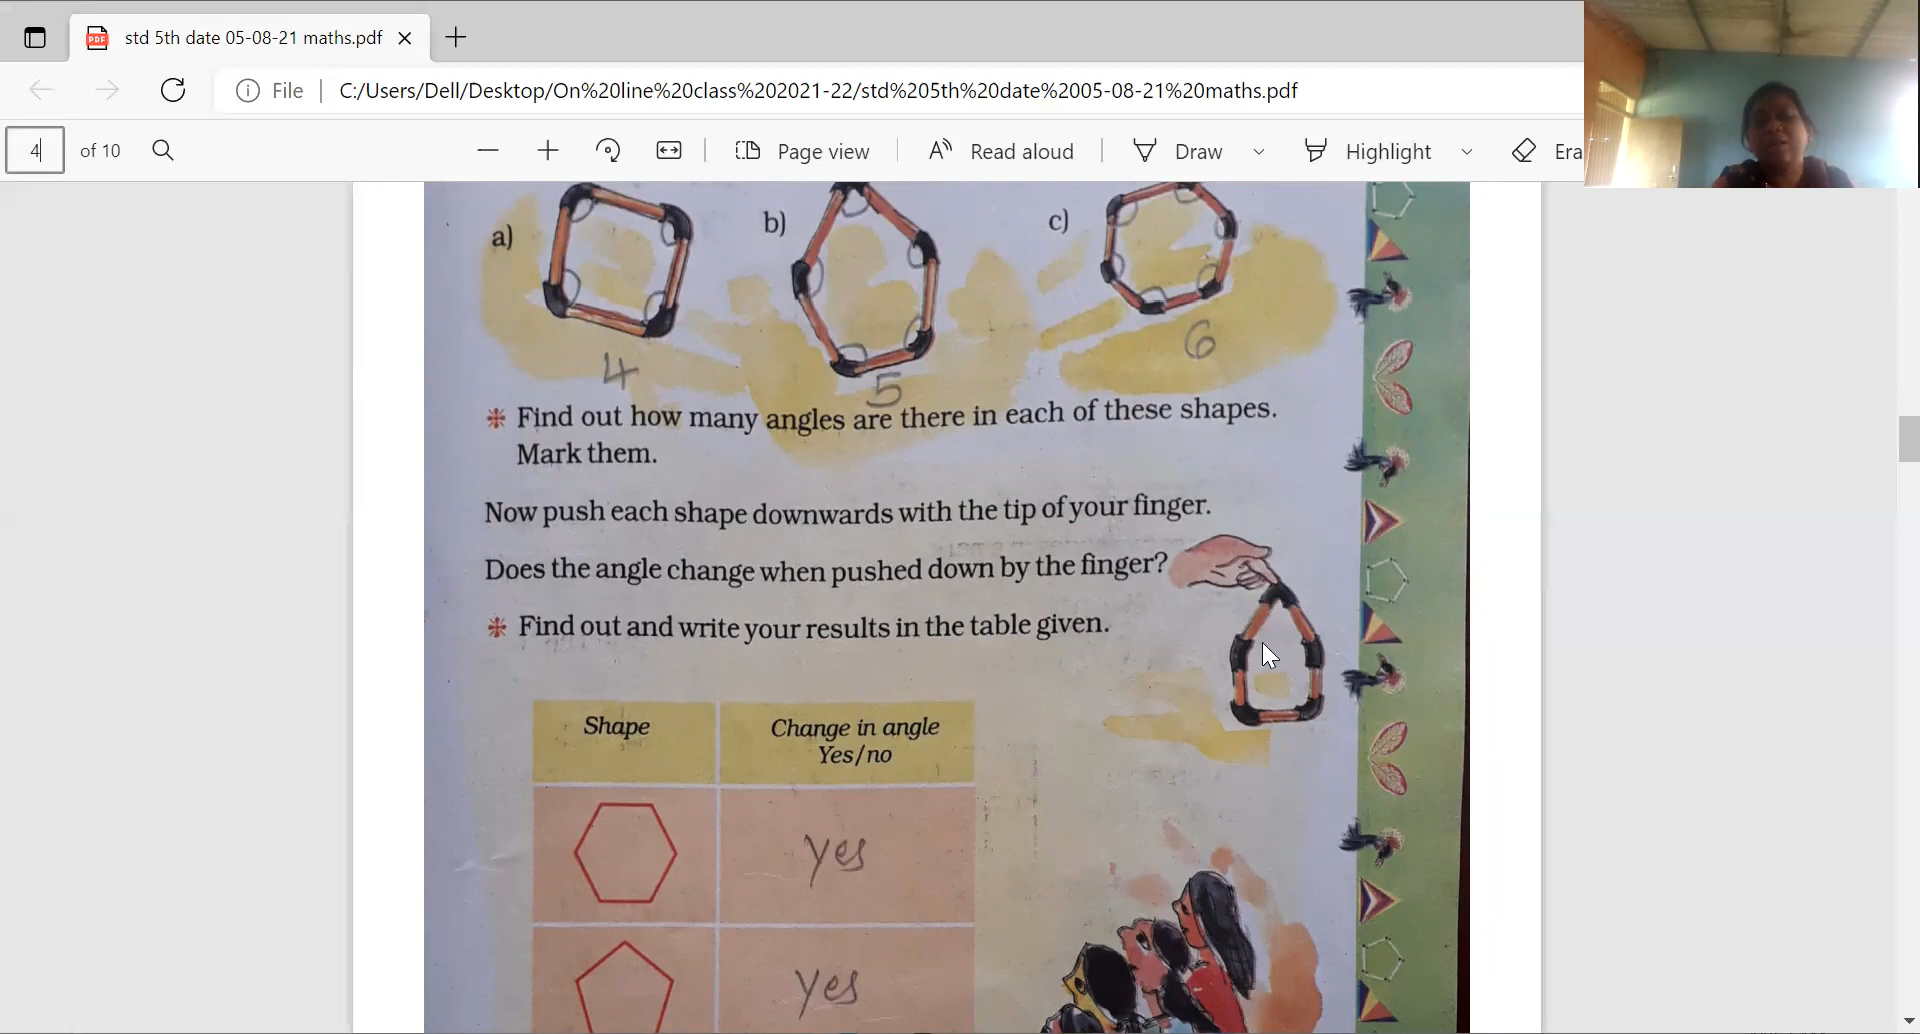 std 5th date 05-08-21 maths.pdf
File
C:/Users/Dell/Desktop/On%20line%20class%202021-22/std%205th%20date%2005-08-21%20maths.pdf
4 of 10
Page view
Read aloud
Draw
Highlight
Era
PDF
a)
b)
c)
4
5
6
Find out how many angles are there in each of these shapes.
Mark them.
Now push each shape downwards with the tip of your finger.
Does the angle change when pushed down by the finger?
Find out and write your results in the table given.
Shape
Change in angle
Yes/no
yes
yes